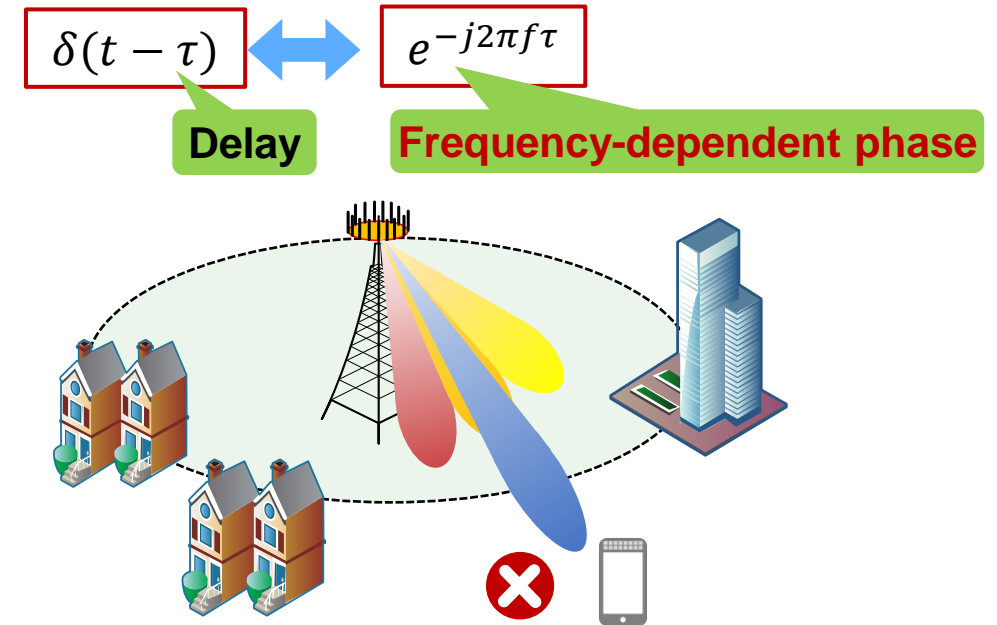 δ(t − τ)
e^{−j2πfτ}
Delay
Frequency-dependent phase